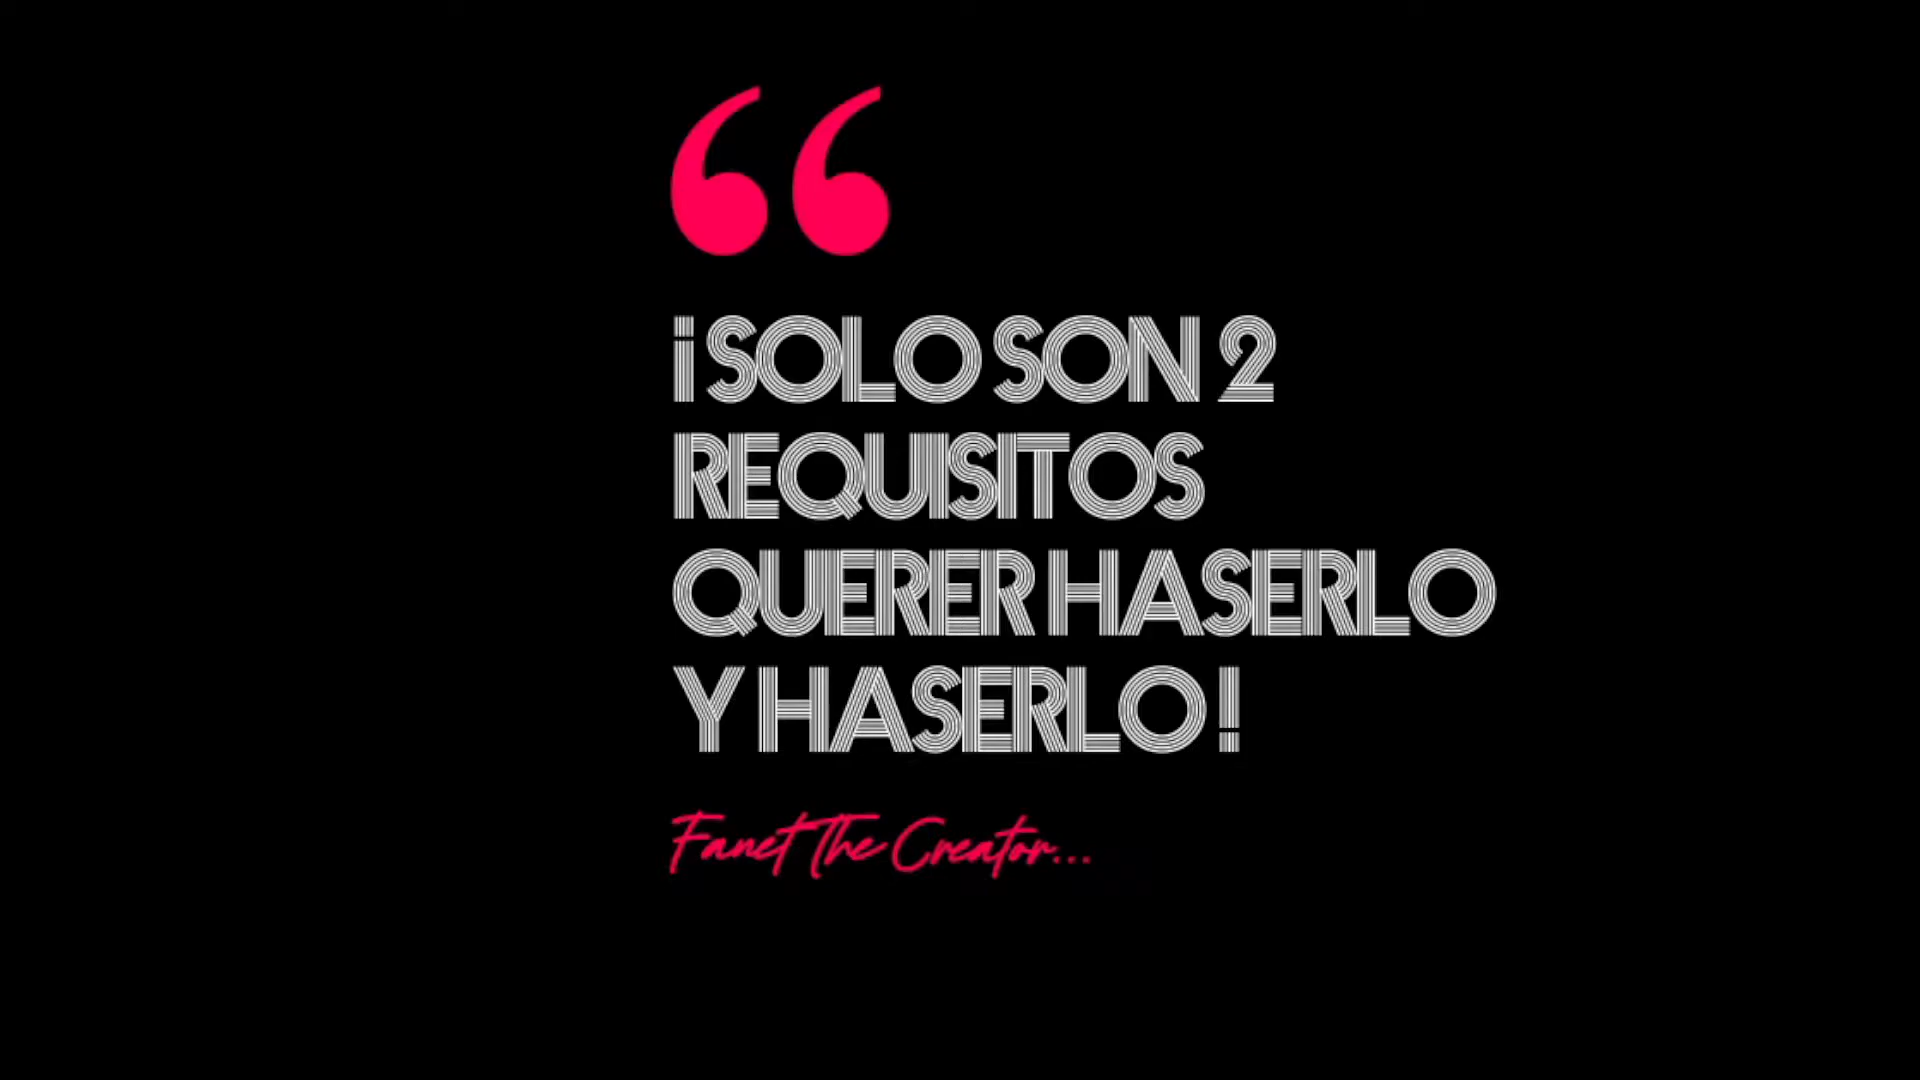 “
¡SOLO SON 2
REQUISITOS
QUERER HASERLO
Y HASERLO!
Fanet The Creator...